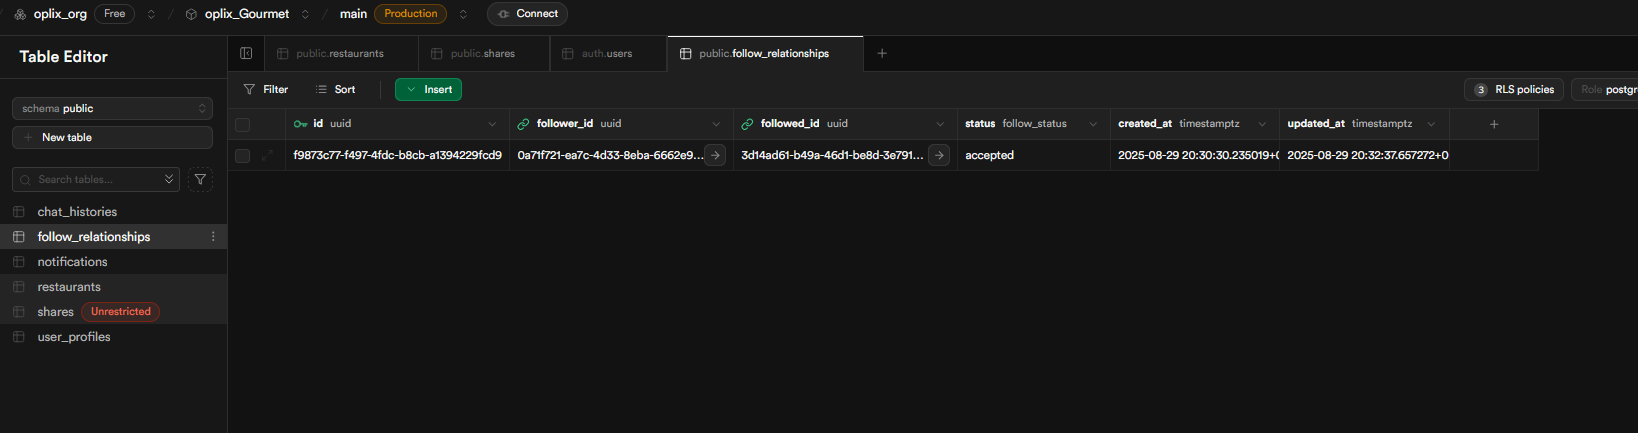 oplix_org Free oplix_Gourmet main Production Connect
Table Editor
public.restaurants public.shares auth.users public.follow_relationships
schema public
New table
Search tables...
chat_histories
follow_relationships
notifications
restaurants
shares Unrestricted
user_profiles
Filter Sort Insert 3 RLS policies Role postgr
id uuid follower_id uuid followed_id uuid status follow_status created_at timestamptz updated_at timestamptz
f9873c77-f497-4fdc-b8cb-a1394229fcd9 0a71f721-ea7c-4d33-8eba-6662e9... 3d14ad61-b49a-46d1-be8d-3e791... accepted 2025-08-29 20:30:30.235019+0 2025-08-29 20:32:37.657272+0